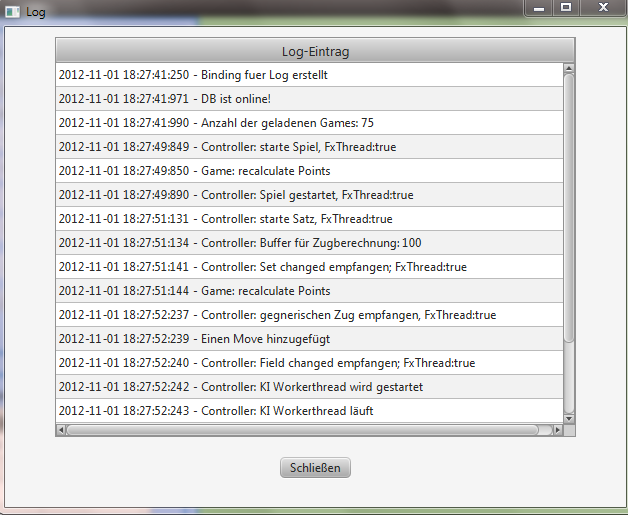 Log
Log-Eintrag
2012-11-01 18:27:41:250 - Binding fuer Log erstellt
2012-11-01 18:27:41:971 - DB ist online!
2012-11-01 18:27:41:990 - Anzahl der geladenen Games: 75
2012-11-01 18:27:49:849 - Controller: starte Spiel, FxThread:true
2012-11-01 18:27:49:850 - Game: recalculate Points
2012-11-01 18:27:49:890 - Controller: Spiel gestartet, FxThread:true
2012-11-01 18:27:51:131 - Controller: starte Satz, FxThread:true
2012-11-01 18:27:51:134 - Controller: Buffer für Zugberechnung: 100
2012-11-01 18:27:51:141 - Controller: Set changed empfangen; FxThread:true
2012-11-01 18:27:51:144 - Game: recalculate Points
2012-11-01 18:27:52:237 - Controller: gegnerischen Zug empfangen, FxThread:true
2012-11-01 18:27:52:239 - Einen Move hinzugefügt
2012-11-01 18:27:52:240 - Controller: Field changed empfangen; FxThread:true
2012-11-01 18:27:52:242 - Controller: KI Workerthread wird gestartet
2012-11-01 18:27:52:243 - Controller: KI Workerthread läuft
Schließen